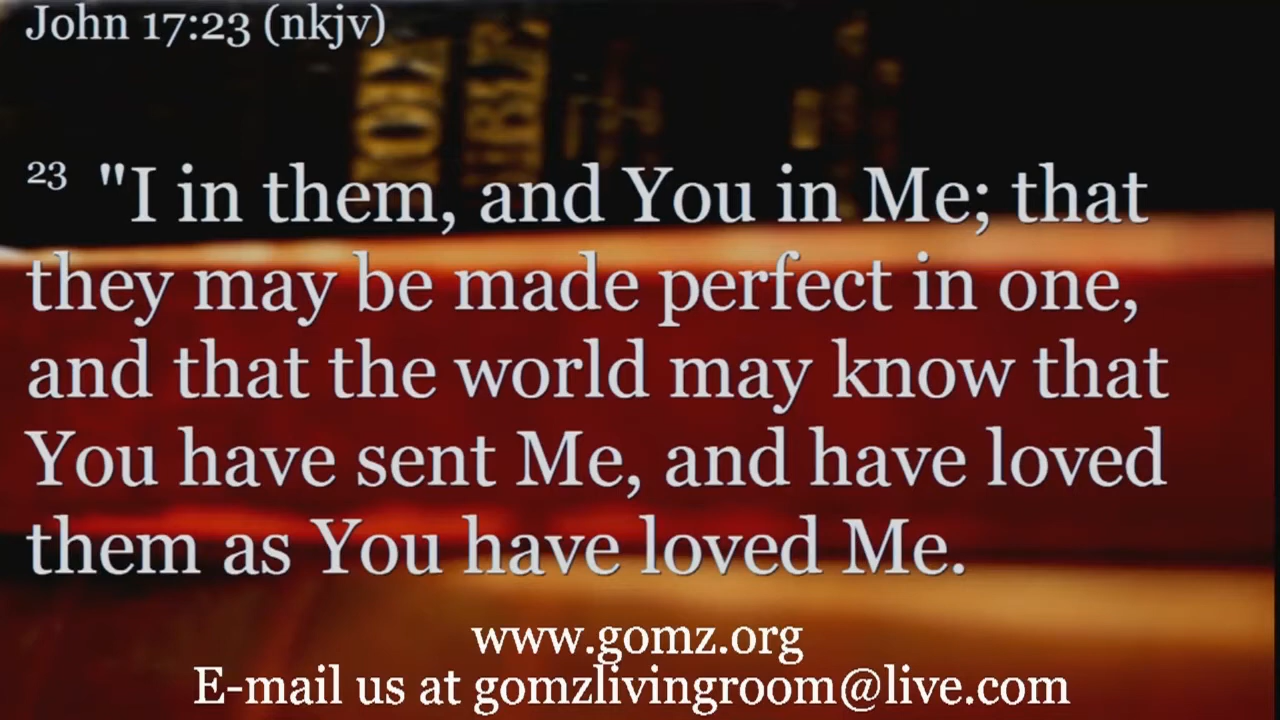 John 17:23 (nkjv)
23 "I in them, and You in Me; that
they may be made perfect in one,
and that the world may know that
You have sent Me, and have loved
them as You have loved Me.
www.gomz.org
E-mail us at gomzlivingroom@live.com